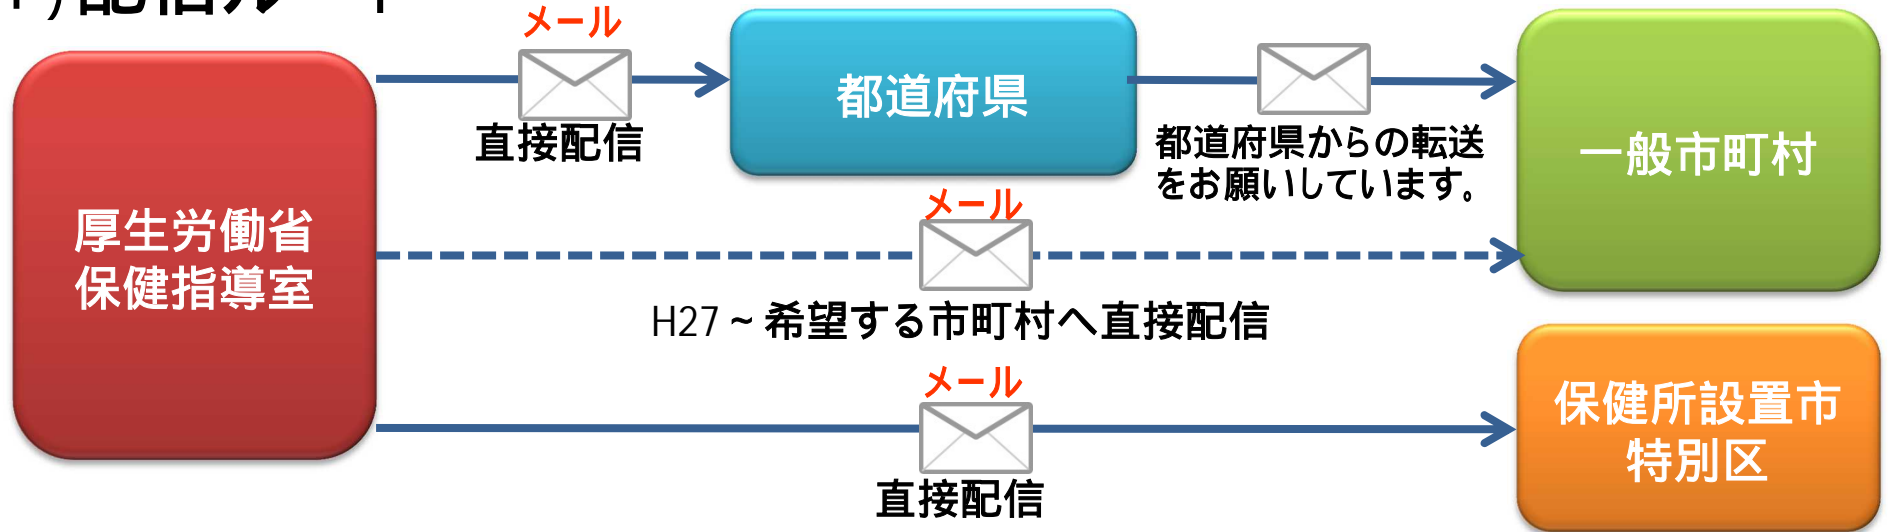 メール
直接配信
都道府県
都道府県からの転送
をお願いしています。
一般市町村
厚生労働省
保健指導室
メール
H27～希望する市町村へ直接配信
メール
直接配信
保健所設置市
特別区